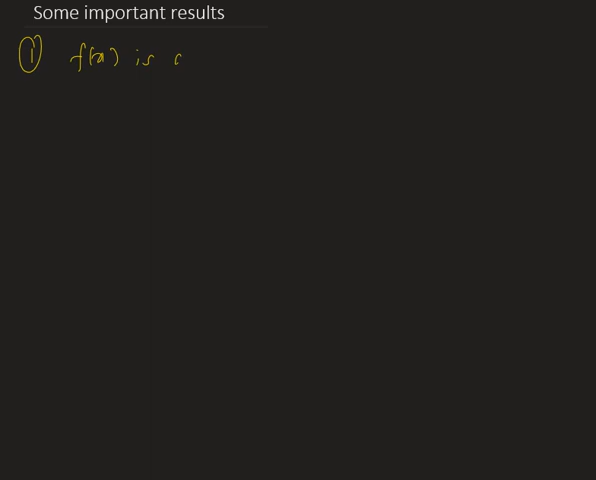 Some important results
① f(x) is c